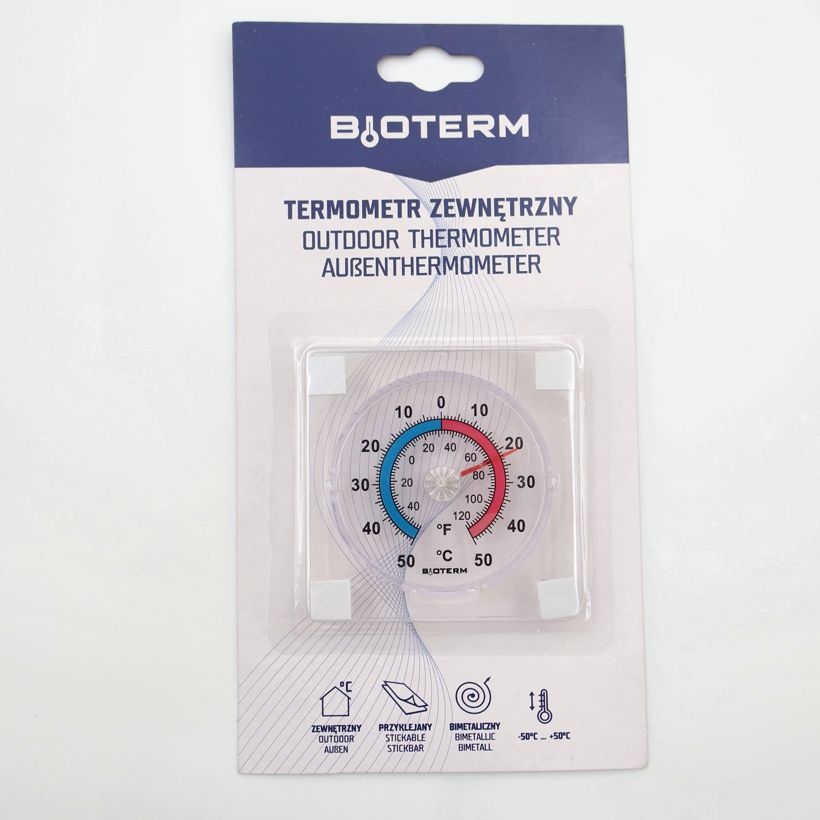 BIOTERM
TERMOMETR ZEWNĘTRZNY
OUTDOOR THERMOMETER
AUßENTHERMOMETER
0
10 10
20 20
30 30
40 40
50 50
20 40
0 60
20 80
40 100
120
°F
°C
BIOTERM
°C
ZEWNĘTRZNY
OUTDOOR
AUßEN
PRZYKLEJANY
STICKABLE
STICKBAR
BIMETALICZNY
BIMETALLIC
BIMETALL
-50°C ... +50°C